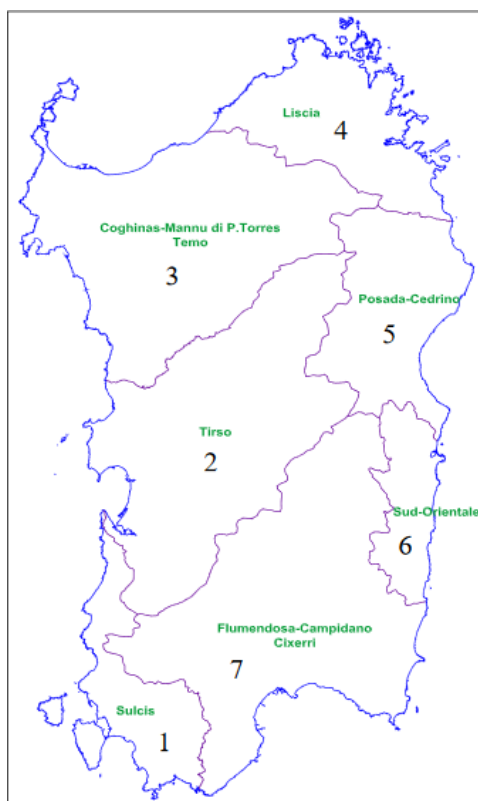 Liscia
4
Coghinas-Mannu di P.Torres
Temo
3
Posada-Cedrino
5
Tirso
2
Sud-Orientale
6
Flumendosa-Campidano
Cixerri
7
Sulcis
1